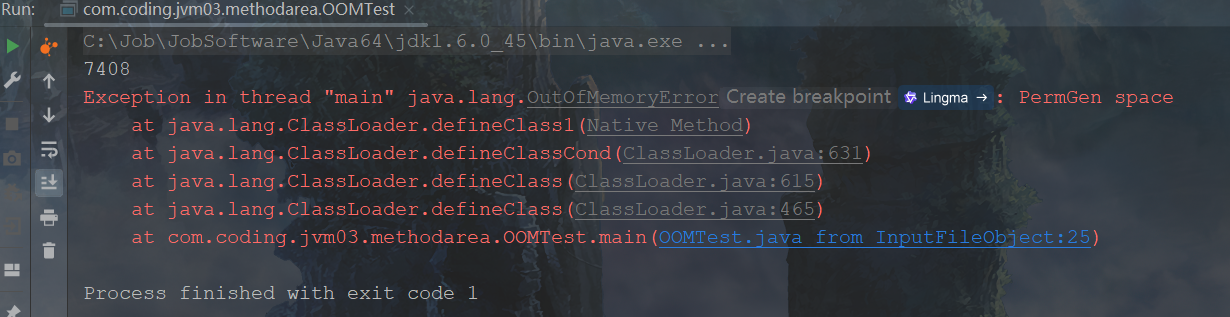 Run: com.coding.jvm03.methodarea.OOMTest ×
C:\Job\JobSoftware\Java64\jdk1.6.0_45\bin\java.exe ...
7408
Exception in thread "main" java.lang.OutOfMemoryError Create breakpoint Lingma → : PermGen space
at java.lang.ClassLoader.defineClass1(Native Method)
at java.lang.ClassLoader.defineClassCond(ClassLoader.java:631)
at java.lang.ClassLoader.defineClass(ClassLoader.java:615)
at java.lang.ClassLoader.defineClass(ClassLoader.java:465)
at com.coding.jvm03.methodarea.OOMTest.main(OOMTest.java from InputFileObject:25)
Process finished with exit code 1